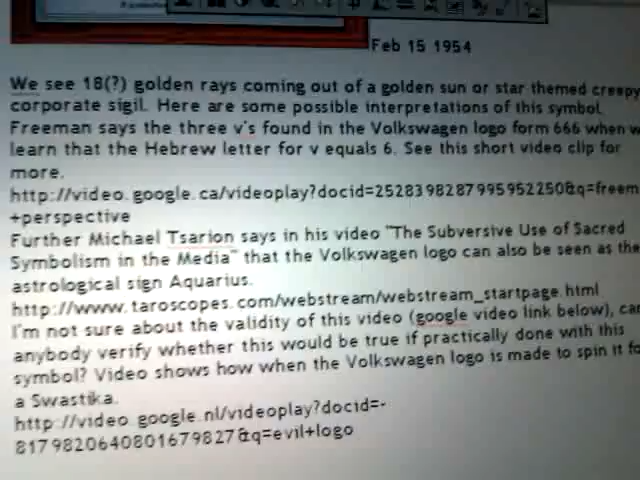 Feb 15 1954
We see 18(?) golden rays coming out of a golden sun or star themed creepy
corporate sigil. Here are some possible interpretations of this symbol.
Freeman says the three v's found in the Volkswagen logo form 666 when w
learn that the Hebrew letter for v equals 6. See this short video clip for
more.
http://video.google.ca/videoplay?docid=2528398287995952250&q=freem
+perspective
Further Michael Tsarion says in his video "The Subversive Use of Sacred
Symbolism in the Media" that the Volkswagen logo can also be seen as the
astrological sign Aquarius.
http://www.taroscopes.com/webstream/webstream_startpage.html
I'm not sure about the validity of this video (google video link below), can
anybody verify whether this would be true if practically done with this
symbol? Video shows how when the Volkswagen logo is made to spin it fo
a Swastika.
http://video.google.nl/videoplay?docid=-
8179820640801679827&q=evil+logo